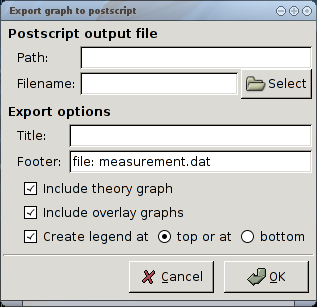 Export graph to postscript
Postscript output file
Path:
Filename: Select
Export options
Title:
Footer: file: measurement.dat
Include theory graph
Include overlay graphs
Create legend at top or at bottom
Cancel OK